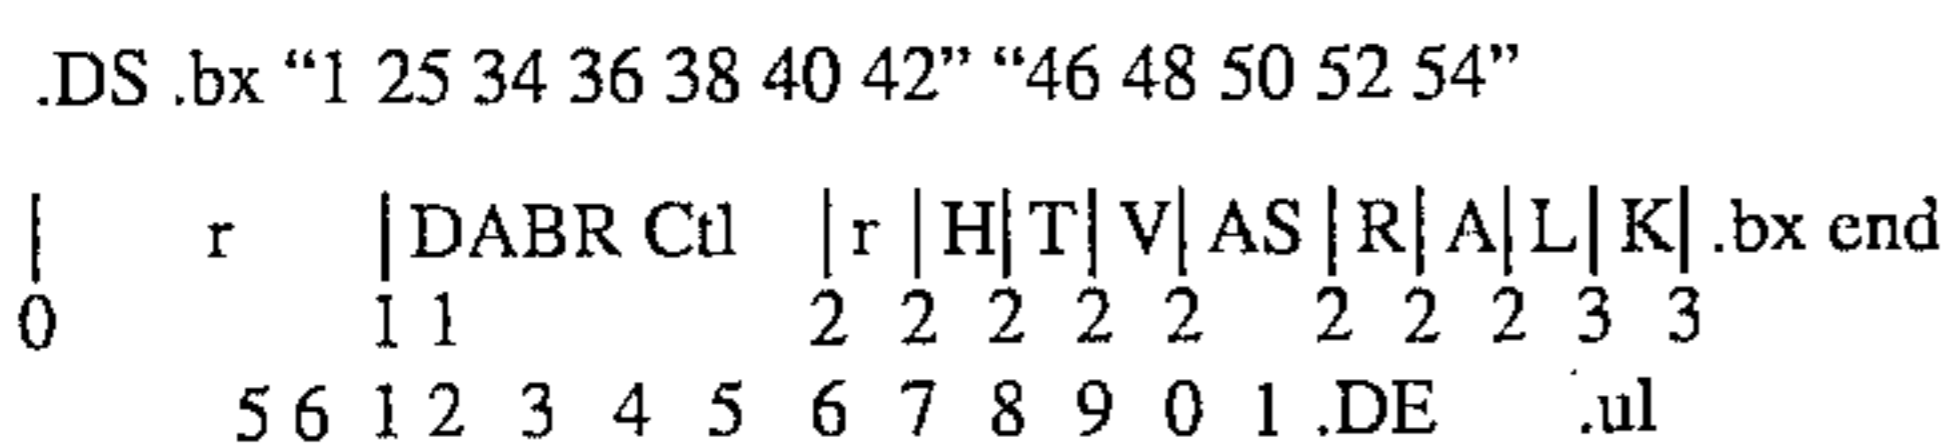 .DS .bx “1 25 34 36 38 40 42” “46 48 50 52 54”
| r | DABR Ctl | r | H| T| V| AS | R| A| L| K| .bx end
0 1 1 2 2 2 2 2 2 2 2 3 3
5 6 1 2 3 4 5 6 7 8 9 0 1 .DE .ul